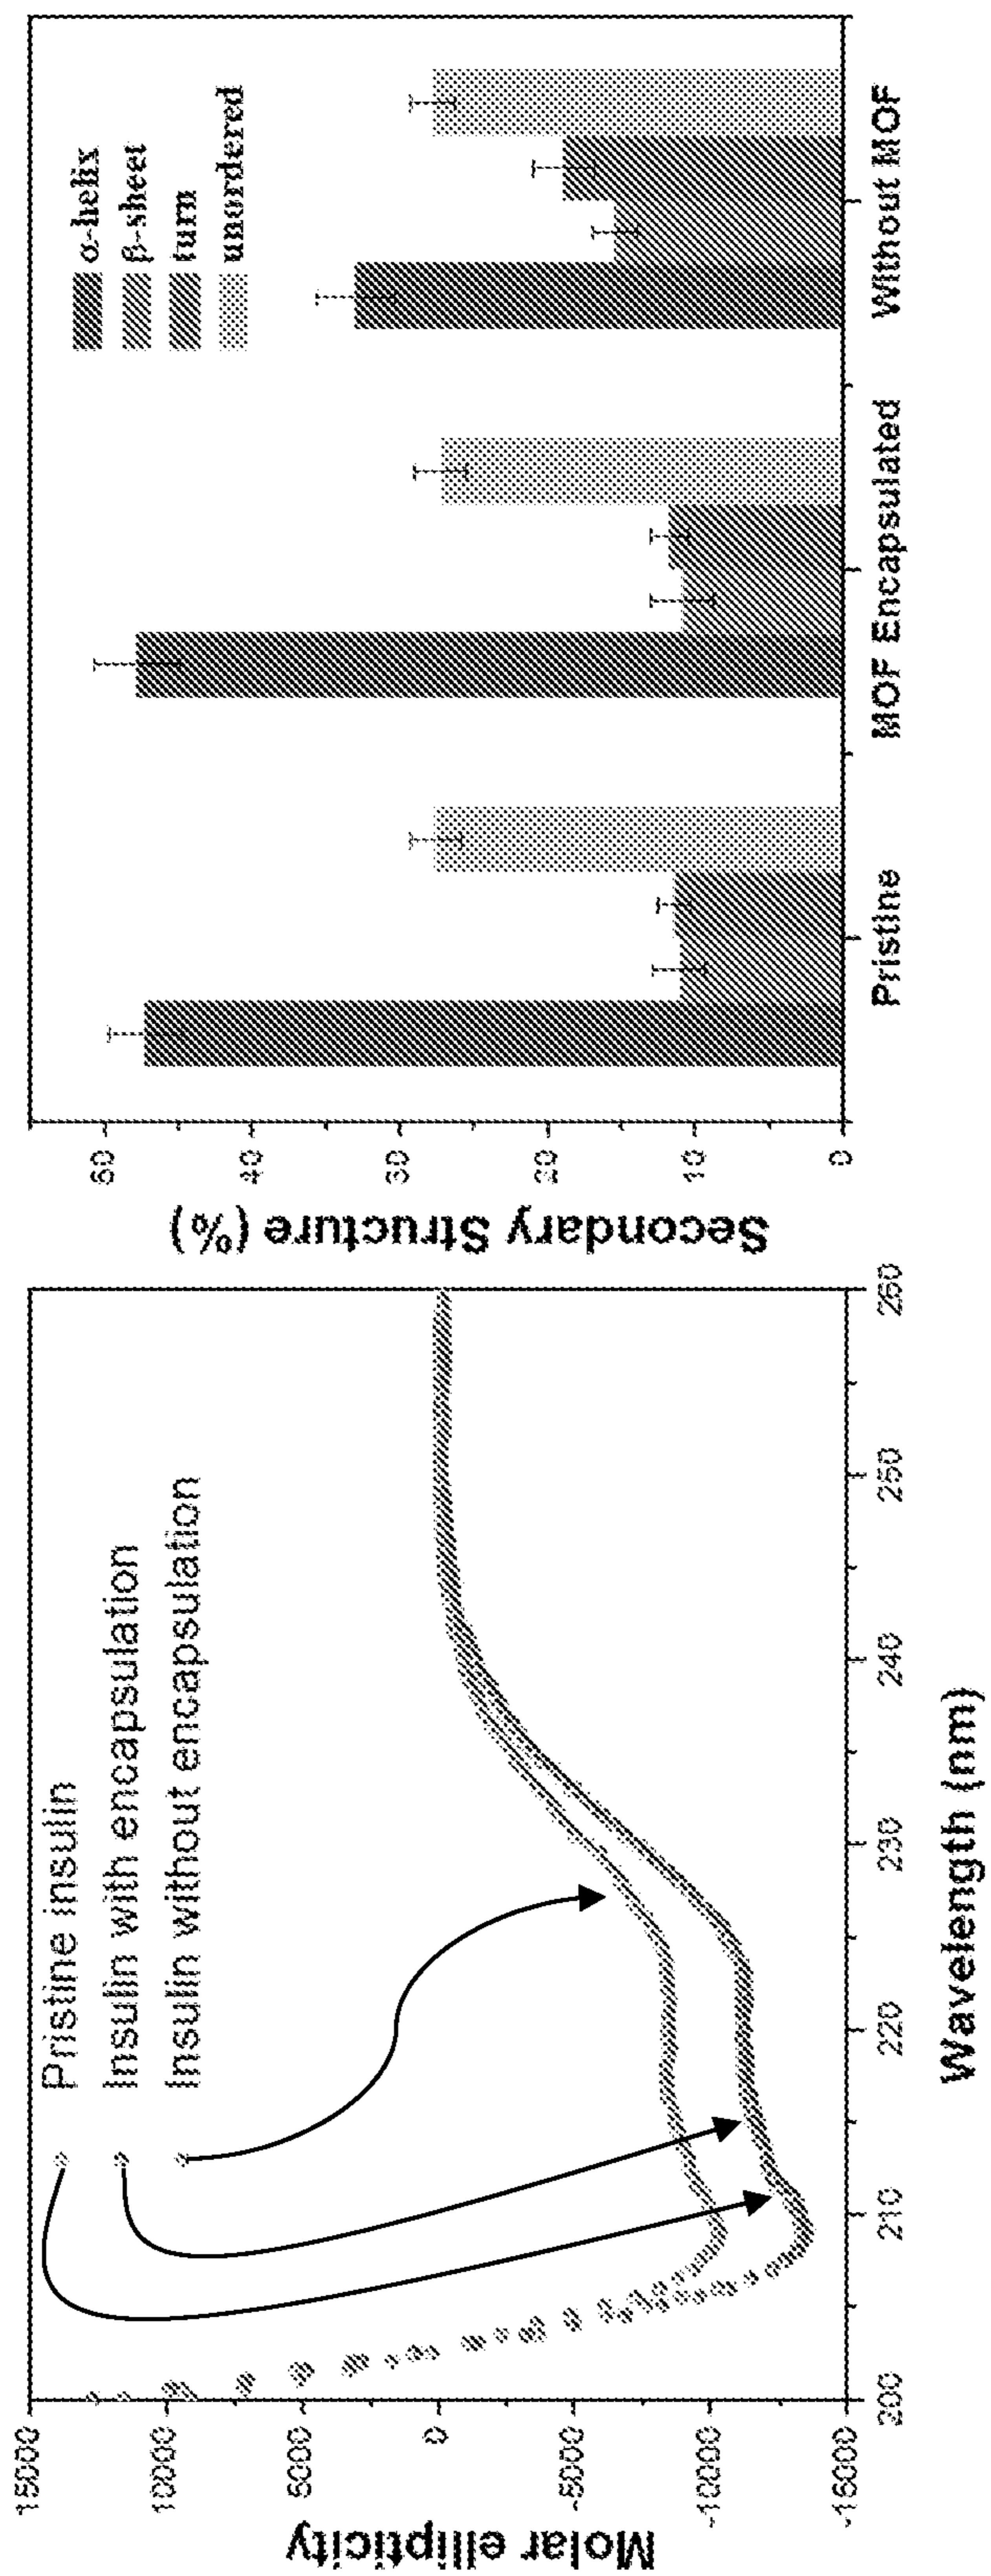 Molar ellipticity
15000
10000
5000
0
-5000
-10000
-15000
Pristine insulin
Insulin with encapsulation
Insulin without encapsulation
200
210
220
230
240
250
260
Wavelength (nm)
Secondary Structure (%)
50
40
30
20
10
0
α-helix
β-sheet
turn
unordered
Pristine
MOF Encapsulated
Without MOF